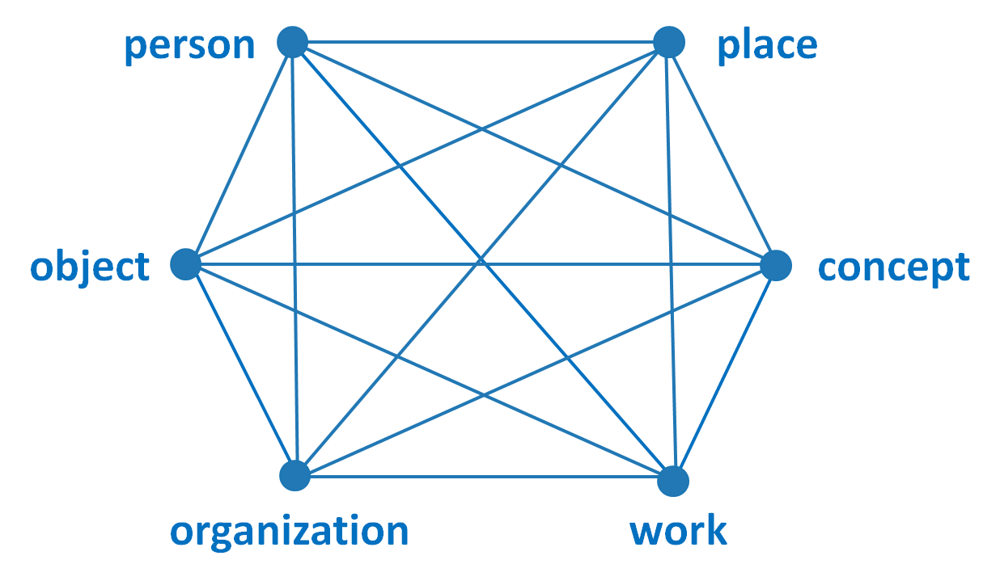 person
place
object
concept
organization
work